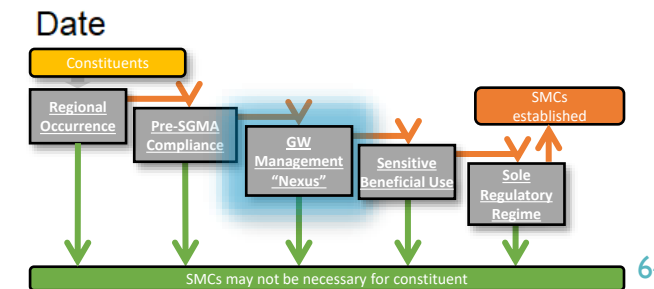 Date
Constituents
Regional
Occurrence
Pre-SGMA
Compliance
GW
Management
“Nexus”
Sensitive
Beneficial Use
Sole
Regulatory
Regime
SMCs
established
SMCs may not be necessary for constituent
6